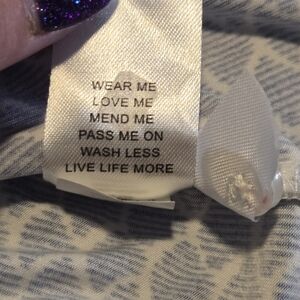 WEAR ME
LOVE ME
MEND ME
PASS ME ON
WASH LESS
LIVE LIFE MORE